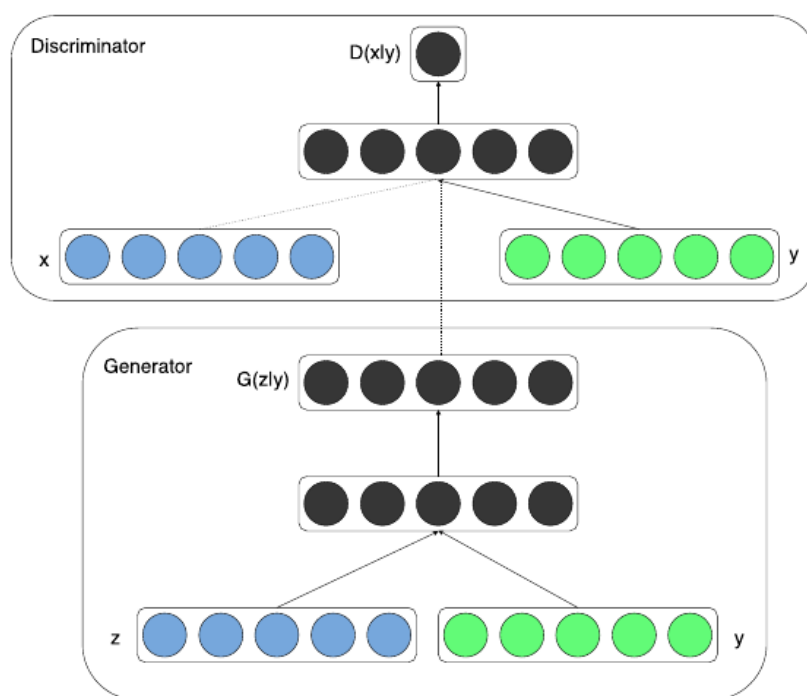 Discriminator
D(x|y)
x
y
Generator
G(z|y)
z
y